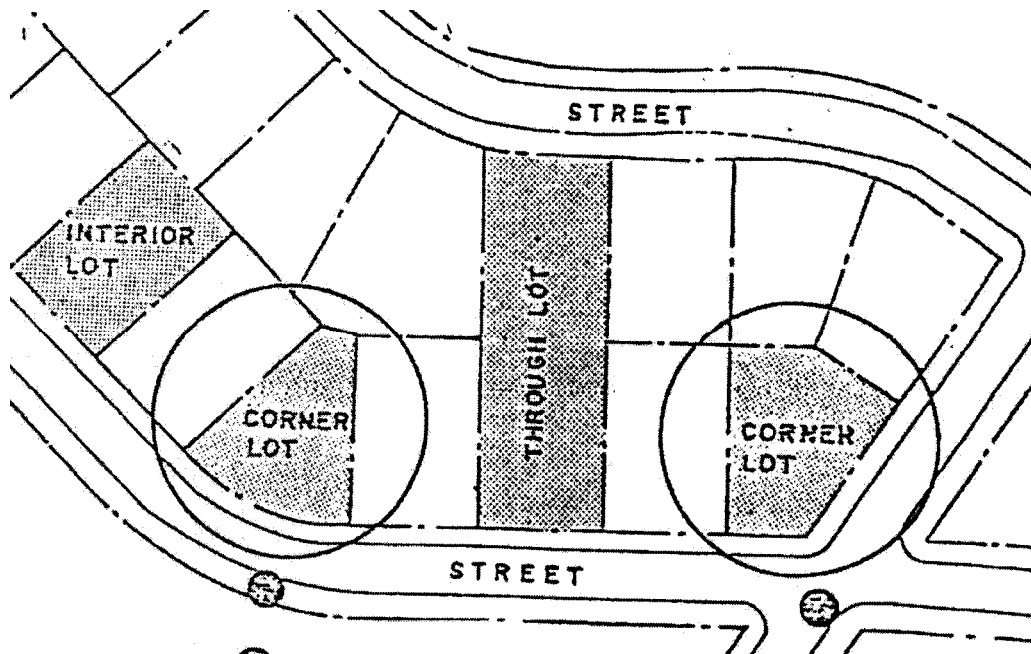 STREET
INTERIOR
LOT
THROUGH LOT
CORNER
LOT
CORNER
LOT
STREET